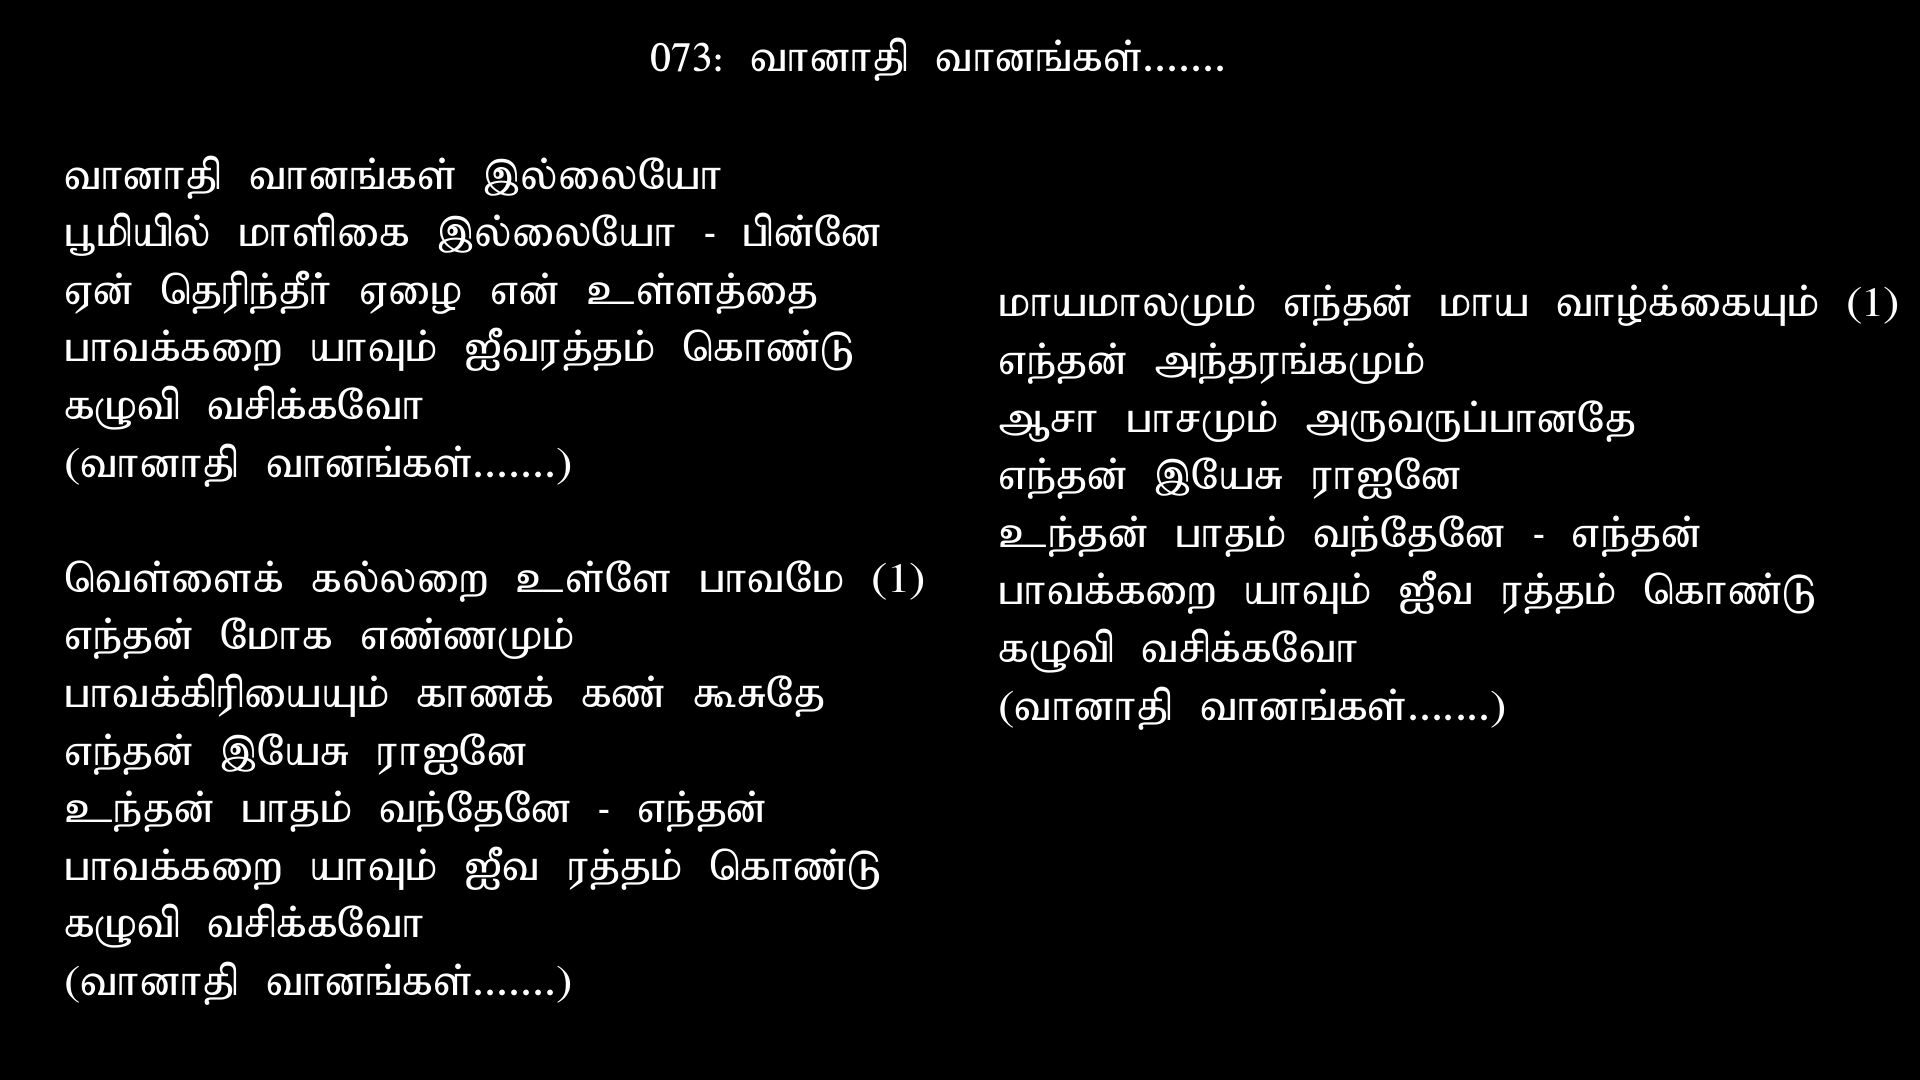 073: வானாதி வானங்கள்.......
வானாதி வானங்கள் இல்லையோ
பூமியில் மாளிகை இல்லையோ - பின்னே
ஏன் தெரிந்தீர் ஏழை என் உள்ளத்தை
பாவக்கறை யாவும் ஜீவரத்தம் கொண்டு
கழுவி வசிக்கவோ
(வானாதி வானங்கள்.......)
வெள்ளைக் கல்லறை உள்ளே பாவமே (1)
எந்தன் மோக எண்ணமும்
பாவக்கிரியையும் காணக் கண் கூசுதே
எந்தன் இயேசு ராஜனே
உந்தன் பாதம் வந்தேனே - எந்தன்
பாவக்கறை யாவும் ஜீவ ரத்தம் கொண்டு
கழுவி வசிக்கவோ
(வானாதி வானங்கள்.......)
மாயமாலமும் எந்தன் மாய வாழ்க்கையும் (1)
எந்தன் அந்தரங்கமும்
ஆசா பாசமும் அருவருப்பானதே
எந்தன் இயேசு ராஜனே
உந்தன் பாதம் வந்தேனே - எந்தன்
பாவக்கறை யாவும் ஜீவ ரத்தம் கொண்டு
கழுவி வசிக்கவோ
(வானாதி வானங்கள்.......)